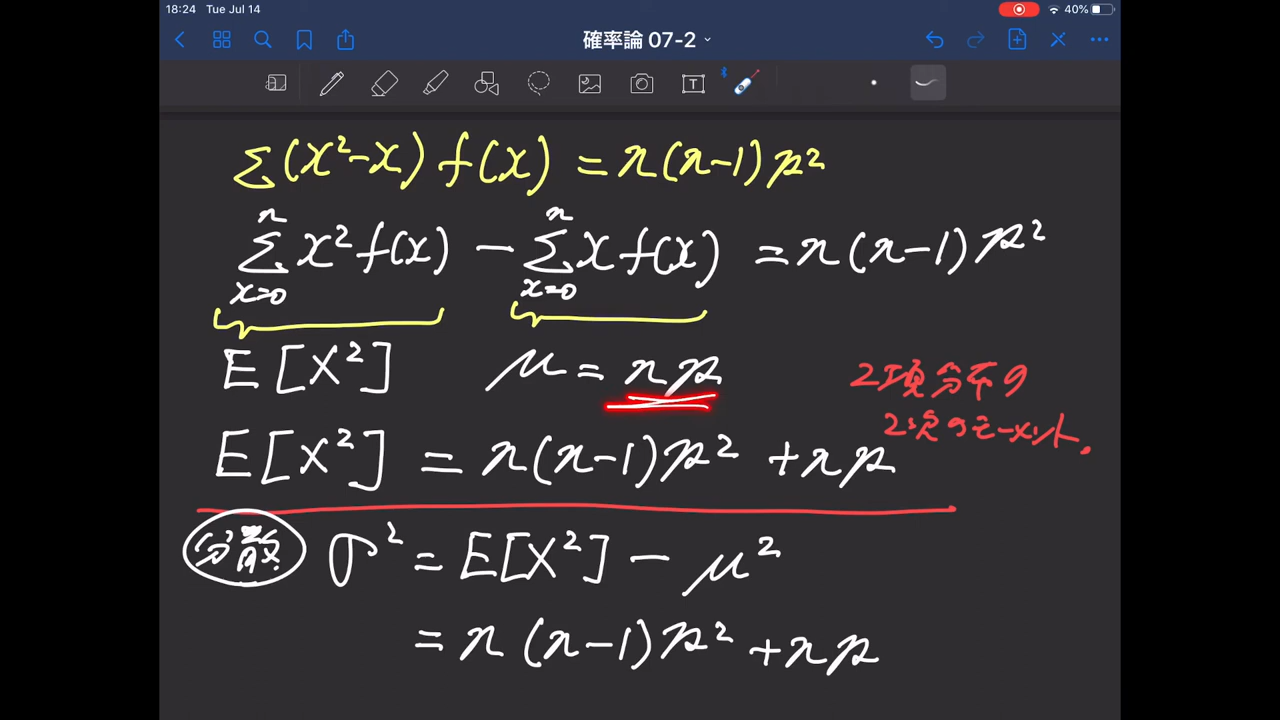 18:24 Tue Jul 14
40%
確率論 07-2
T
Σ(x²-x)f(x)=n(n-1)p²
Σ_{x=0}^{n} x²f(x) - Σ_{x=0}^{n} xf(x) = n(n-1)p²
E[X²] μ=np
2項分布の
2次のモーメント.
E[X²] = n(n-1)p² +np
分散 σ² = E[X²] - μ²
= n(n-1)p² +np